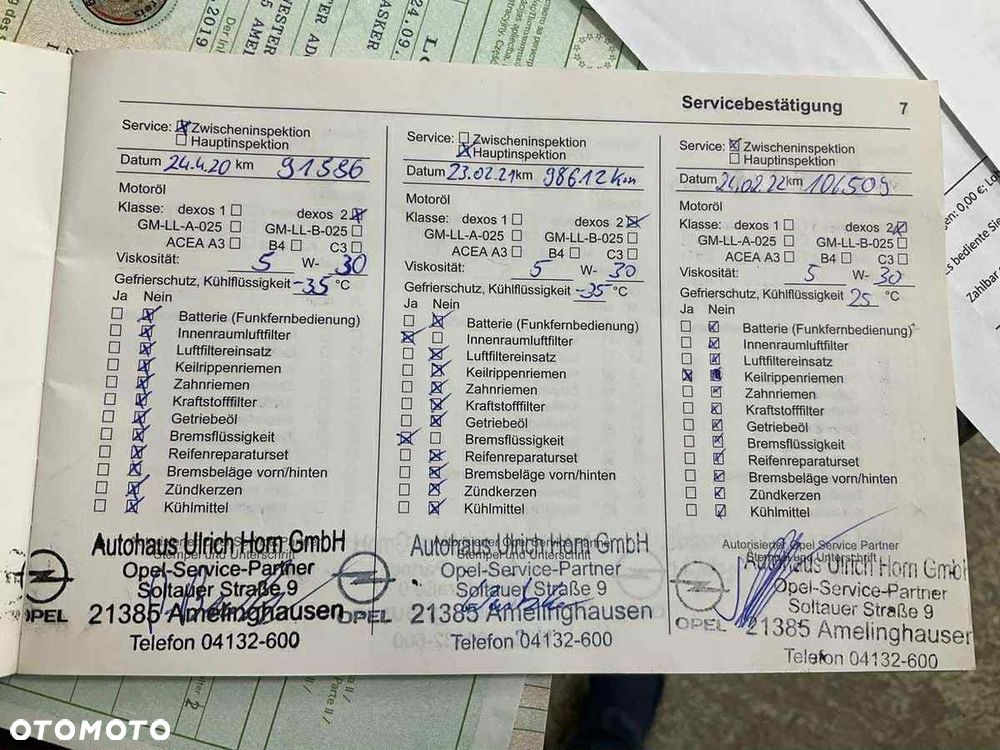 Servicebestätigung 7
Service: Zwischeninspektion
Hauptinspektion
Datum 24.4.20 km 91586
Motoröl
Klasse: dexos 1 dexos 2
GM-LL-A-025 GM-LL-B-025
ACEA A3 B4 C3
Viskosität: 5 W- 30
Gefrierschutz, Kühlflüssigkeit -35 °C
Ja Nein
Batterie (Funkfernbedienung)
Innenraumluftfilter
Luftfiltereinsatz
Keilrippenriemen
Zahnriemen
Kraftstofffilter
Getriebeöl
Bremsflüssigkeit
Reifenreparaturset
Bremsbeläge vorn/hinten
Zündkerzen
Kühlmittel
Autohaus Ulrich Horn GmbH
Stempel und Unterschrift
Opel-Service-Partner
Soltauer Straße 9
21385 Amelinghausen
Telefon 04132-600
OPEL
Service: Zwischeninspektion
Hauptinspektion
Datum 23.02.21 km 98612 km
Motoröl
Klasse: dexos 1 dexos 2
GM-LL-A-025 GM-LL-B-025
ACEA A3 B4 C3
Viskosität: 5 W- 30
Gefrierschutz, Kühlflüssigkeit -35 °C
Ja Nein
Batterie (Funkfernbedienung)
Innenraumluftfilter
Luftfiltereinsatz
Keilrippenriemen
Zahnriemen
Kraftstofffilter
Getriebeöl
Bremsflüssigkeit
Reifenreparaturset
Bremsbeläge vorn/hinten
Zündkerzen
Kühlmittel
Autohaus Ulrich Horn GmbH
Opel-Service-Partner
Soltauer Straße 9
21385 Amelinghausen
Telefon 04132-600
OPEL
Service: Zwischeninspektion
Hauptinspektion
Datum 24.02.22 km 104509
Motoröl
Klasse: dexos 1 dexos 2
GM-LL-A-025 GM-LL-B-025
ACEA A3 B4 C3
Viskosität: 5 W- 30
Gefrierschutz, Kühlflüssigkeit 25 °C
Ja Nein
Batterie (Funkfernbedienung)
Innenraumluftfilter
Luftfiltereinsatz
Keilrippenriemen
Zahnriemen
Kraftstofffilter
Getriebeöl
Bremsflüssigkeit
Reifenreparaturset
Bremsbeläge vorn/hinten
Zündkerzen
Kühlmittel
Autorisierter Opel Service Partner
Stempel und Unterschrift
Autohaus Ulrich Horn GmbH
Opel-Service-Partner
Soltauer Straße 9
21385 Amelinghausen
Telefon 04132-600
OPEL
24.09.
2019
0,00 €
bediente Sie
Zahlbar
OTOMOTO